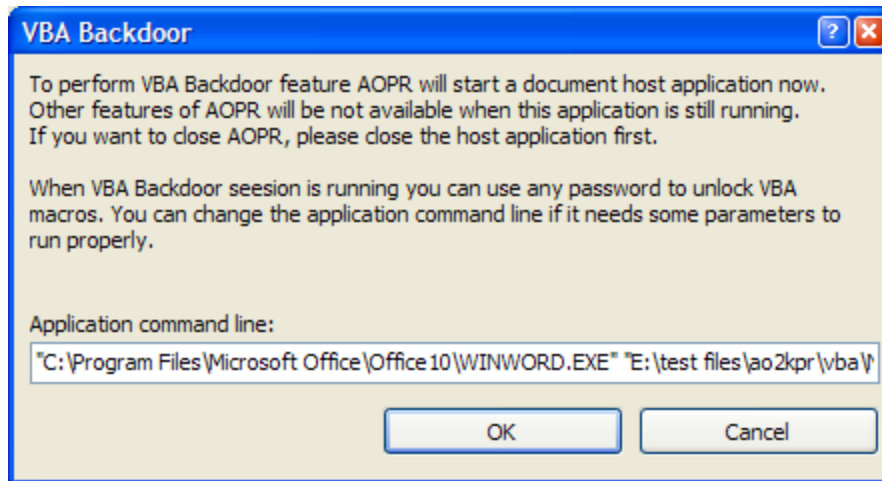 VBA Backdoor
To perform VBA Backdoor feature AOPR will start a document host application now.
Other features of AOPR will be not available when this application is still running.
If you want to close AOPR, please close the host application first.
When VBA Backdoor seesion is running you can use any password to unlock VBA
macros. You can change the application command line if it needs some parameters to
run properly.
Application command line:
"C:\Program Files\Microsoft Office\Office10\WINWORD.EXE" "E:\test files\ao2kpr\vba\
OK Cancel